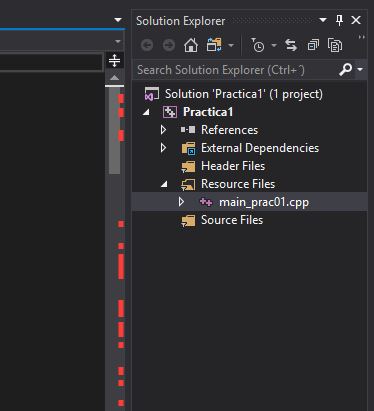 Solution Explorer
Search Solution Explorer (Ctrl+´)
Solution 'Practica1' (1 project)
Practica1
References
External Dependencies
Header Files
Resource Files
main_prac01.cpp
Source Files